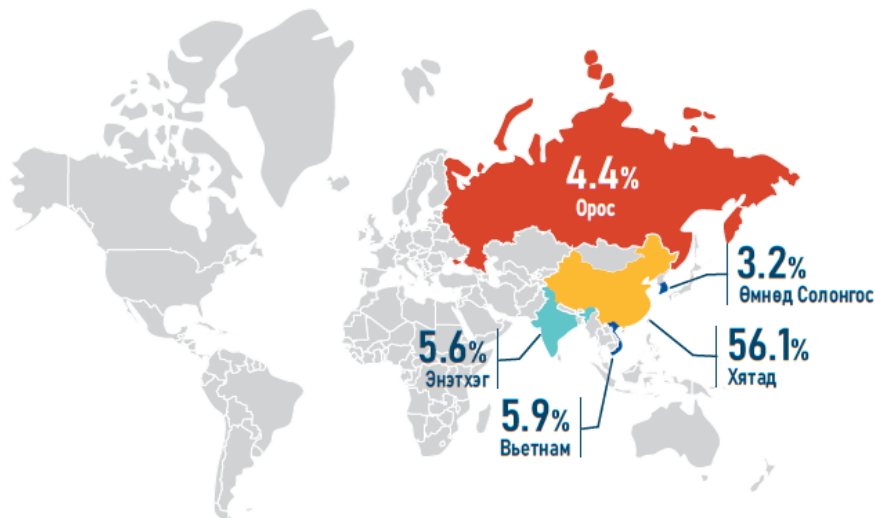 4.4%
Орос
3.2%
Өмнөд Солонгос
56.1%
Хятад
5.6%
Энэтхэг
5.9%
Вьетнам